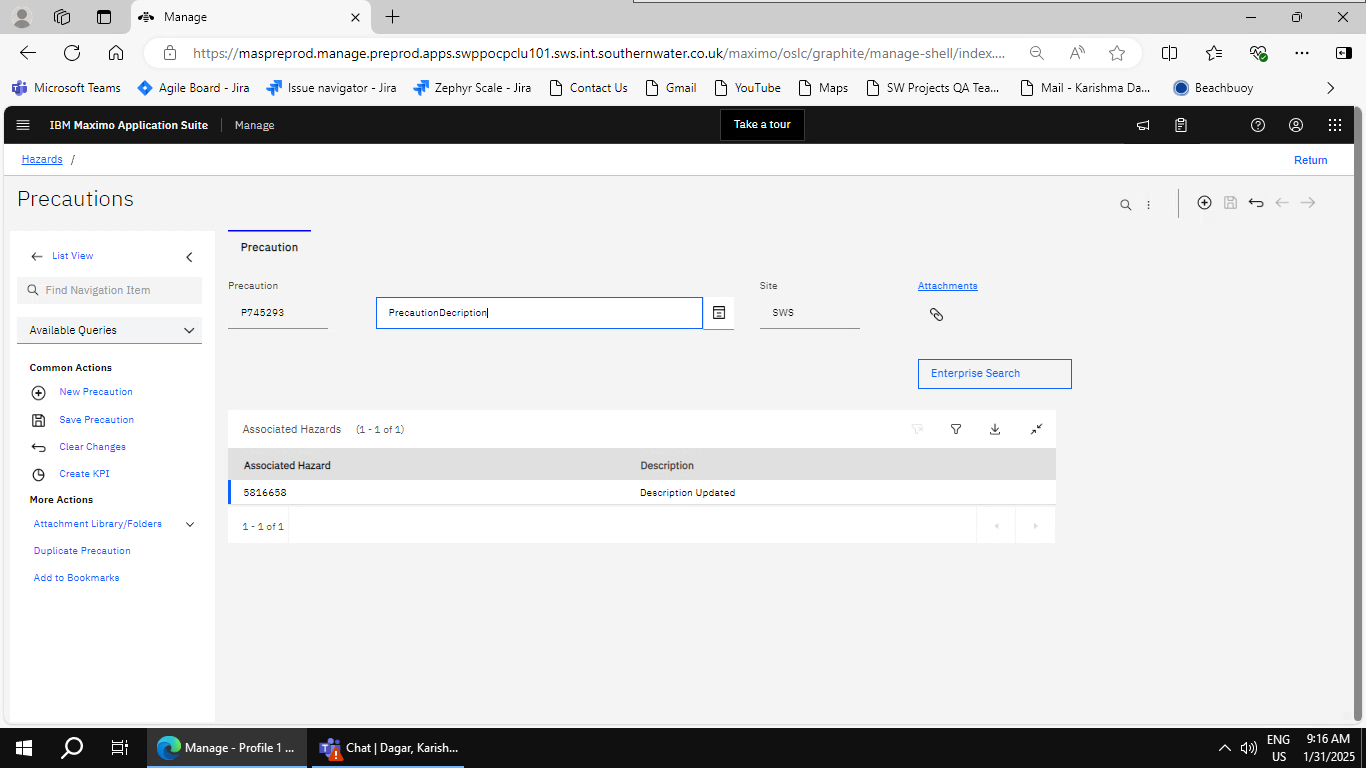 Manage
https://maspreprod.manage.preprod.apps.swppocpclu101.sws.int.southernwater.co.uk/maximo/oslc/graphite/manage-shell/index....
Microsoft Teams Agile Board - Jira Issue navigator - Jira Zephyr Scale - Jira Contact Us Gmail YouTube Maps SW Projects QA Tea... Mail - Karishma Da... Beachbuoy
IBM Maximo Application Suite Manage Take a tour
Hazards / Return
Precautions
Precaution
List View
Find Navigation Item
Available Queries
Common Actions
New Precaution
Save Precaution
Clear Changes
Create KPI
More Actions
Attachment Library/Folders
Duplicate Precaution
Add to Bookmarks
Precaution Site Attachments
P745293 PrecautionDecription SWS
Enterprise Search
Associated Hazards (1 - 1 of 1)
Associated Hazard Description
5816658 Description Updated
1 - 1 of 1
Manage - Profile 1 ... Chat | Dagar, Karish... ENG 9:16 AM
US 1/31/2025